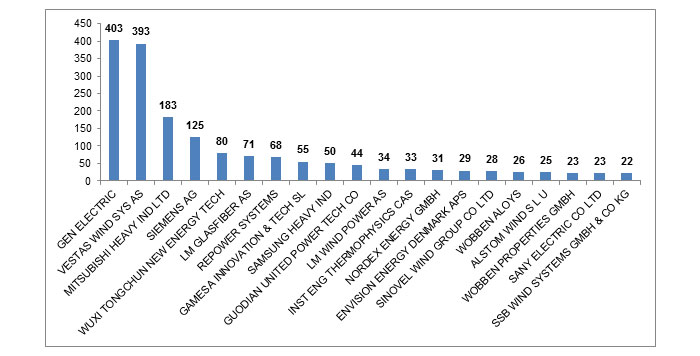 450
400
350
300
250
200
150
100
50
0
403
393
183
125
80
71
68
55
50
44
34
33
31
29
28
26
25
23
23
22
GEN ELECTRIC
VESTAS WIND SYS AS
MITSUBISHI HEAVY IND LTD
SIEMENS AG
WUXI TONGCHUN NEW ENERGY TECH
LM GLASFIBER AS
REPOWER SYSTEMS
GAMESA INNOVATION & TECH SL
SAMSUNG HEAVY IND
GUODIAN UNITED POWER TECH CO
LM WIND POWER AS
INST ENG THERMOPHYSICS CAS
NORDEX ENERGY GMBH
ENVISION ENERGY DENMARK APS
SINOVEL WIND GROUP CO LTD
WOBBEN ALOYS
ALSTOM WIND S L U
WOBBEN PROPERTIES GMBH
SANY ELECTRIC CO LTD
SSB WIND SYSTEMS GMBH & CO KG